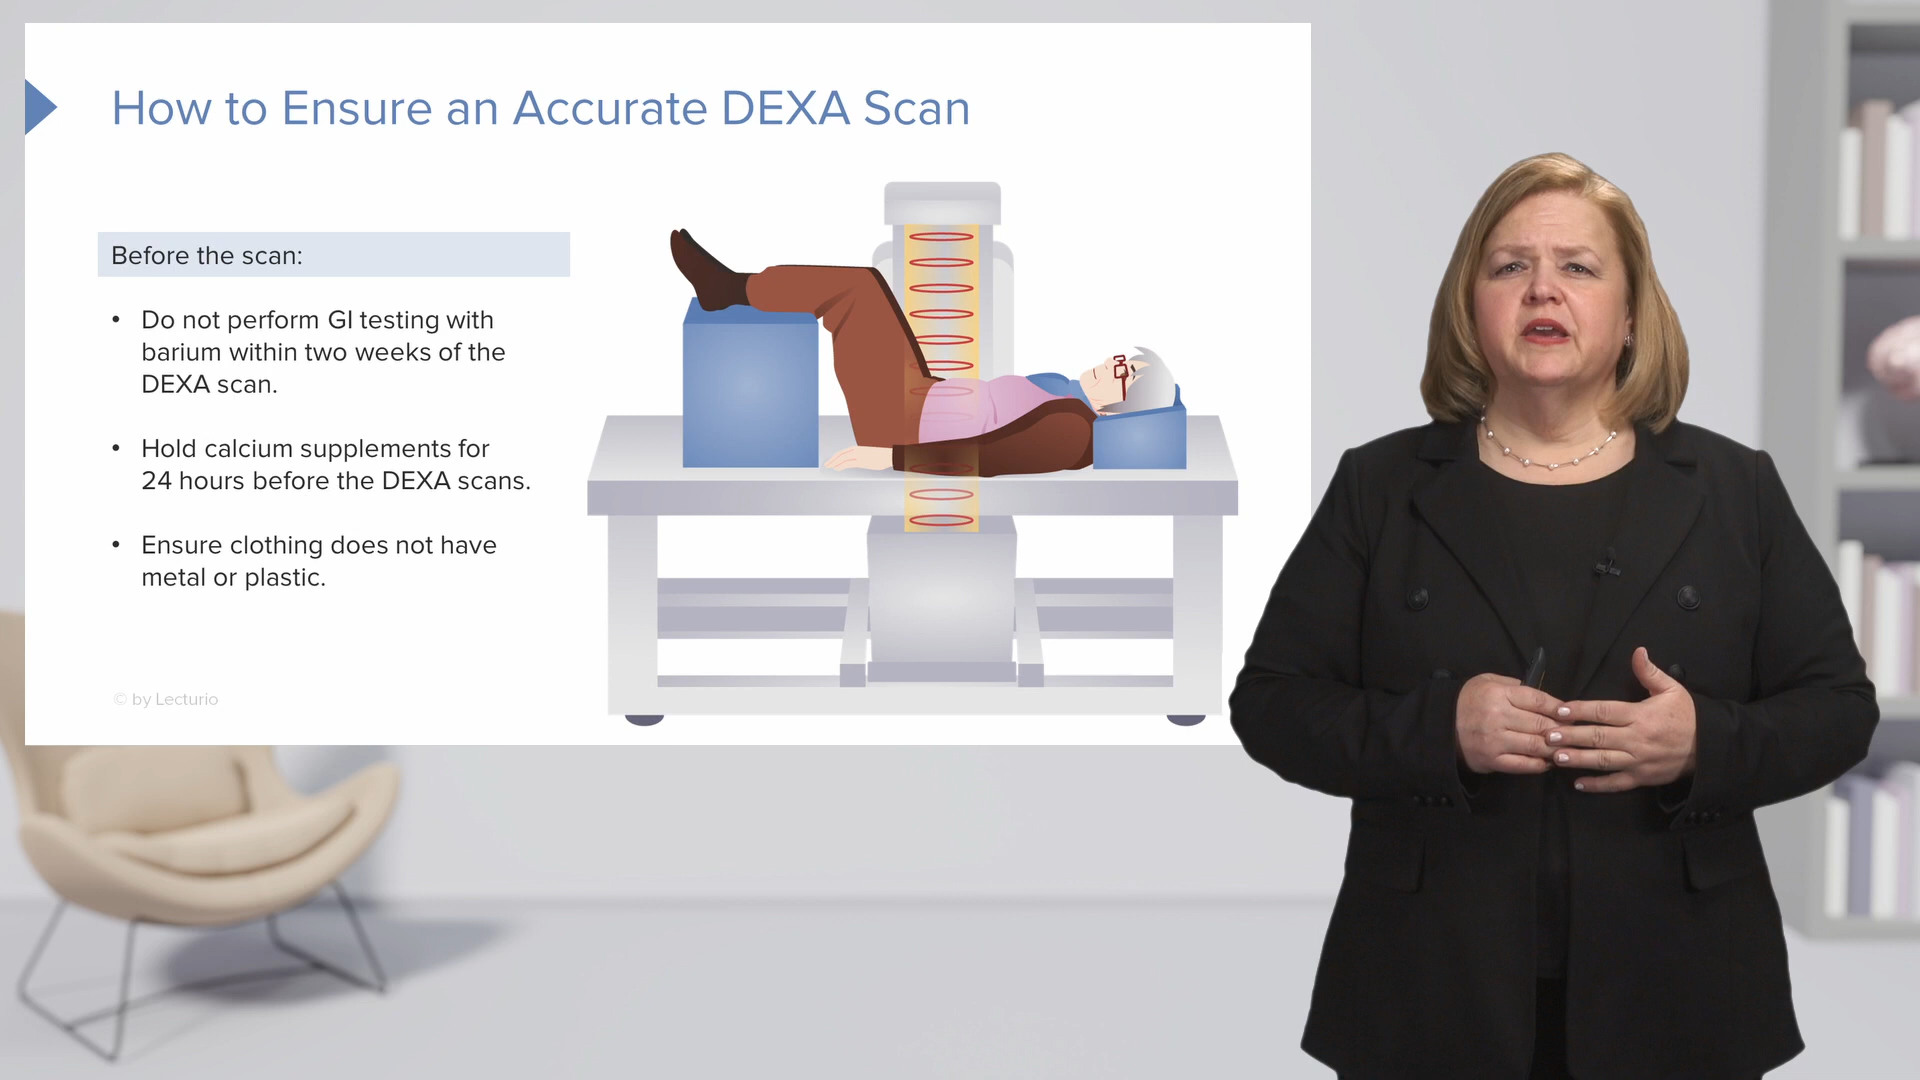 How to Ensure an Accurate DEXA Scan
Before the scan:
• Do not perform GI testing with
barium within two weeks of the
DEXA scan.
• Hold calcium supplements for
24 hours before the DEXA scans.
• Ensure clothing does not have
metal or plastic.
© by Lecturio